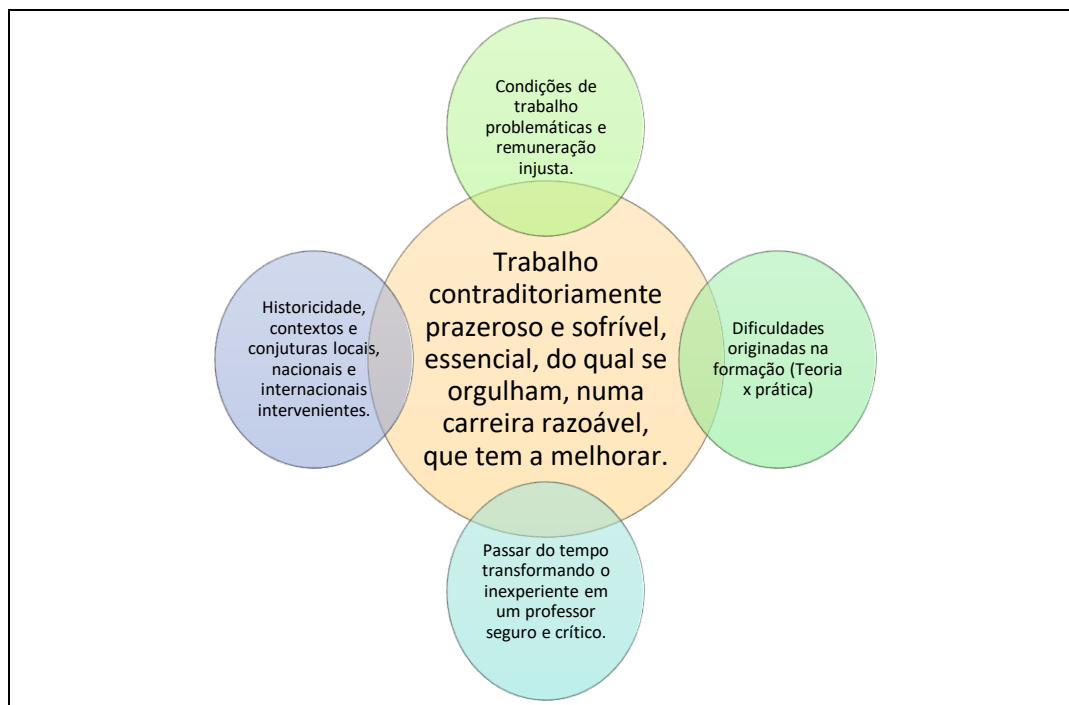 Condições de
trabalho
problemáticas e
remuneração
injusta.
Historicidade,
contextos e
conjuturas locais,
nacionais e
internacionais
intervenientes.
Trabalho
contraditoriamente
prazeroso e sofrível,
essencial, do qual se
orgulham, numa
carreira razoável,
que tem a melhorar.
Dificuldades
originadas na
formação (Teoria
x prática)
Passar do tempo
transformando o
inexperiente em
um professor
seguro e crítico.